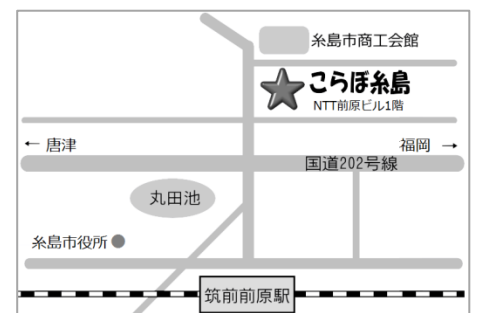 糸島市商工会館
こらぼ糸島
NTT前原ビル1階
← 唐津
福岡 →
国道202号線
丸田池
糸島市役所
筑前前原駅